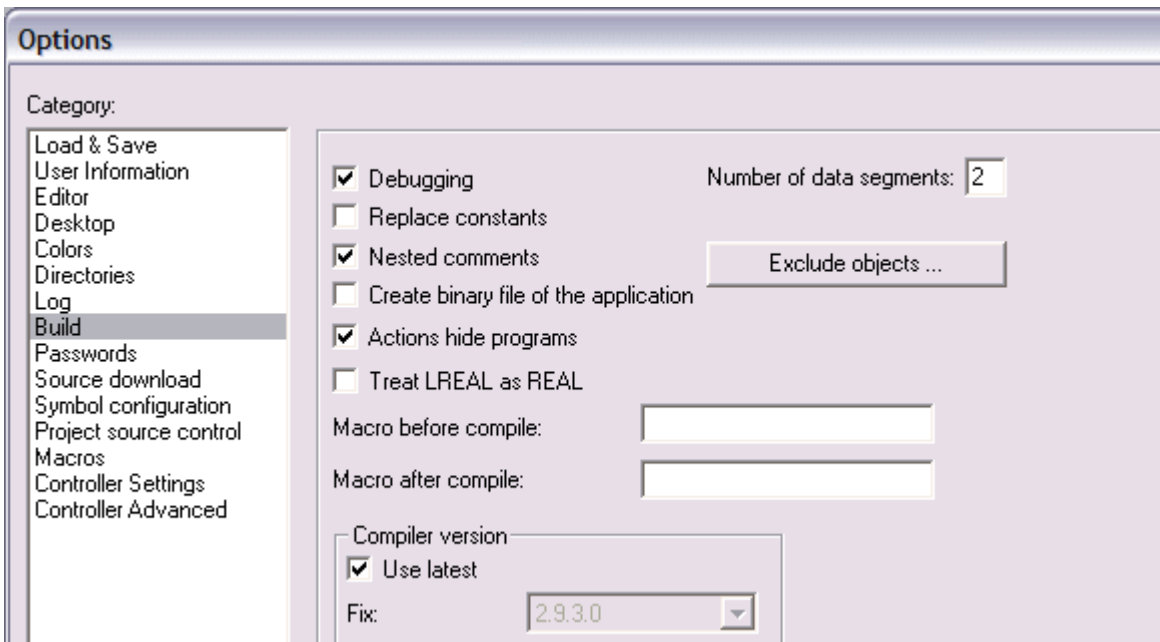 Options
Category:
Load & Save
User Information
Editor
Desktop
Colors
Directories
Log
Build
Passwords
Source download
Symbol configuration
Project source control
Macros
Controller Settings
Controller Advanced
Debugging
Number of data segments: 2
Replace constants
Nested comments
Exclude objects ...
Create binary file of the application
Actions hide programs
Treat LREAL as REAL
Macro before compile:
Macro after compile:
Compiler version
Use latest
Fix: 2.9.3.0